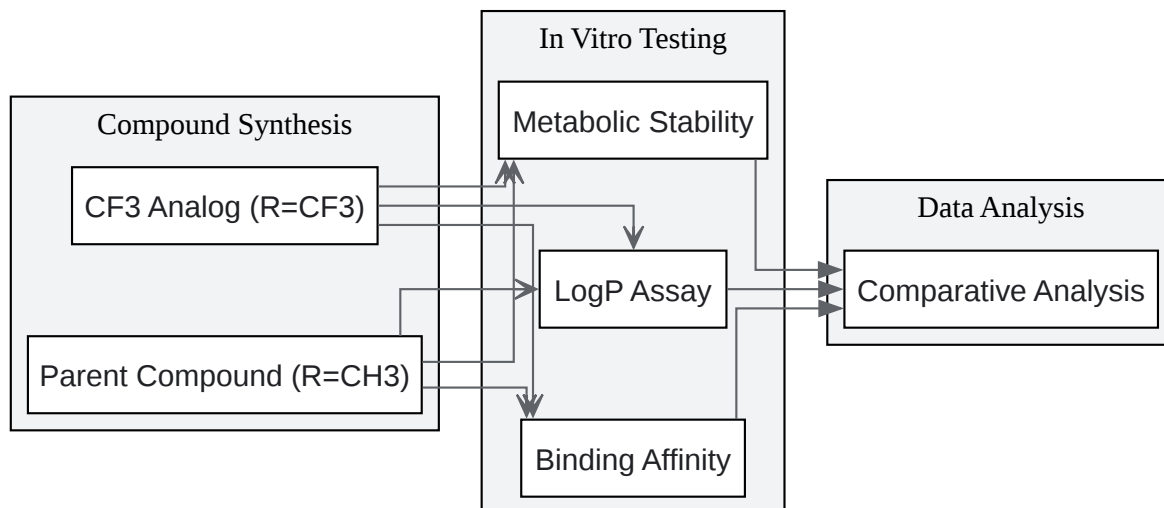 Compound Synthesis
CF3 Analog (R=CF3)
Parent Compound (R=CH3)
In Vitro Testing
Metabolic Stability
LogP Assay
Binding Affinity
Data Analysis
Comparative Analysis